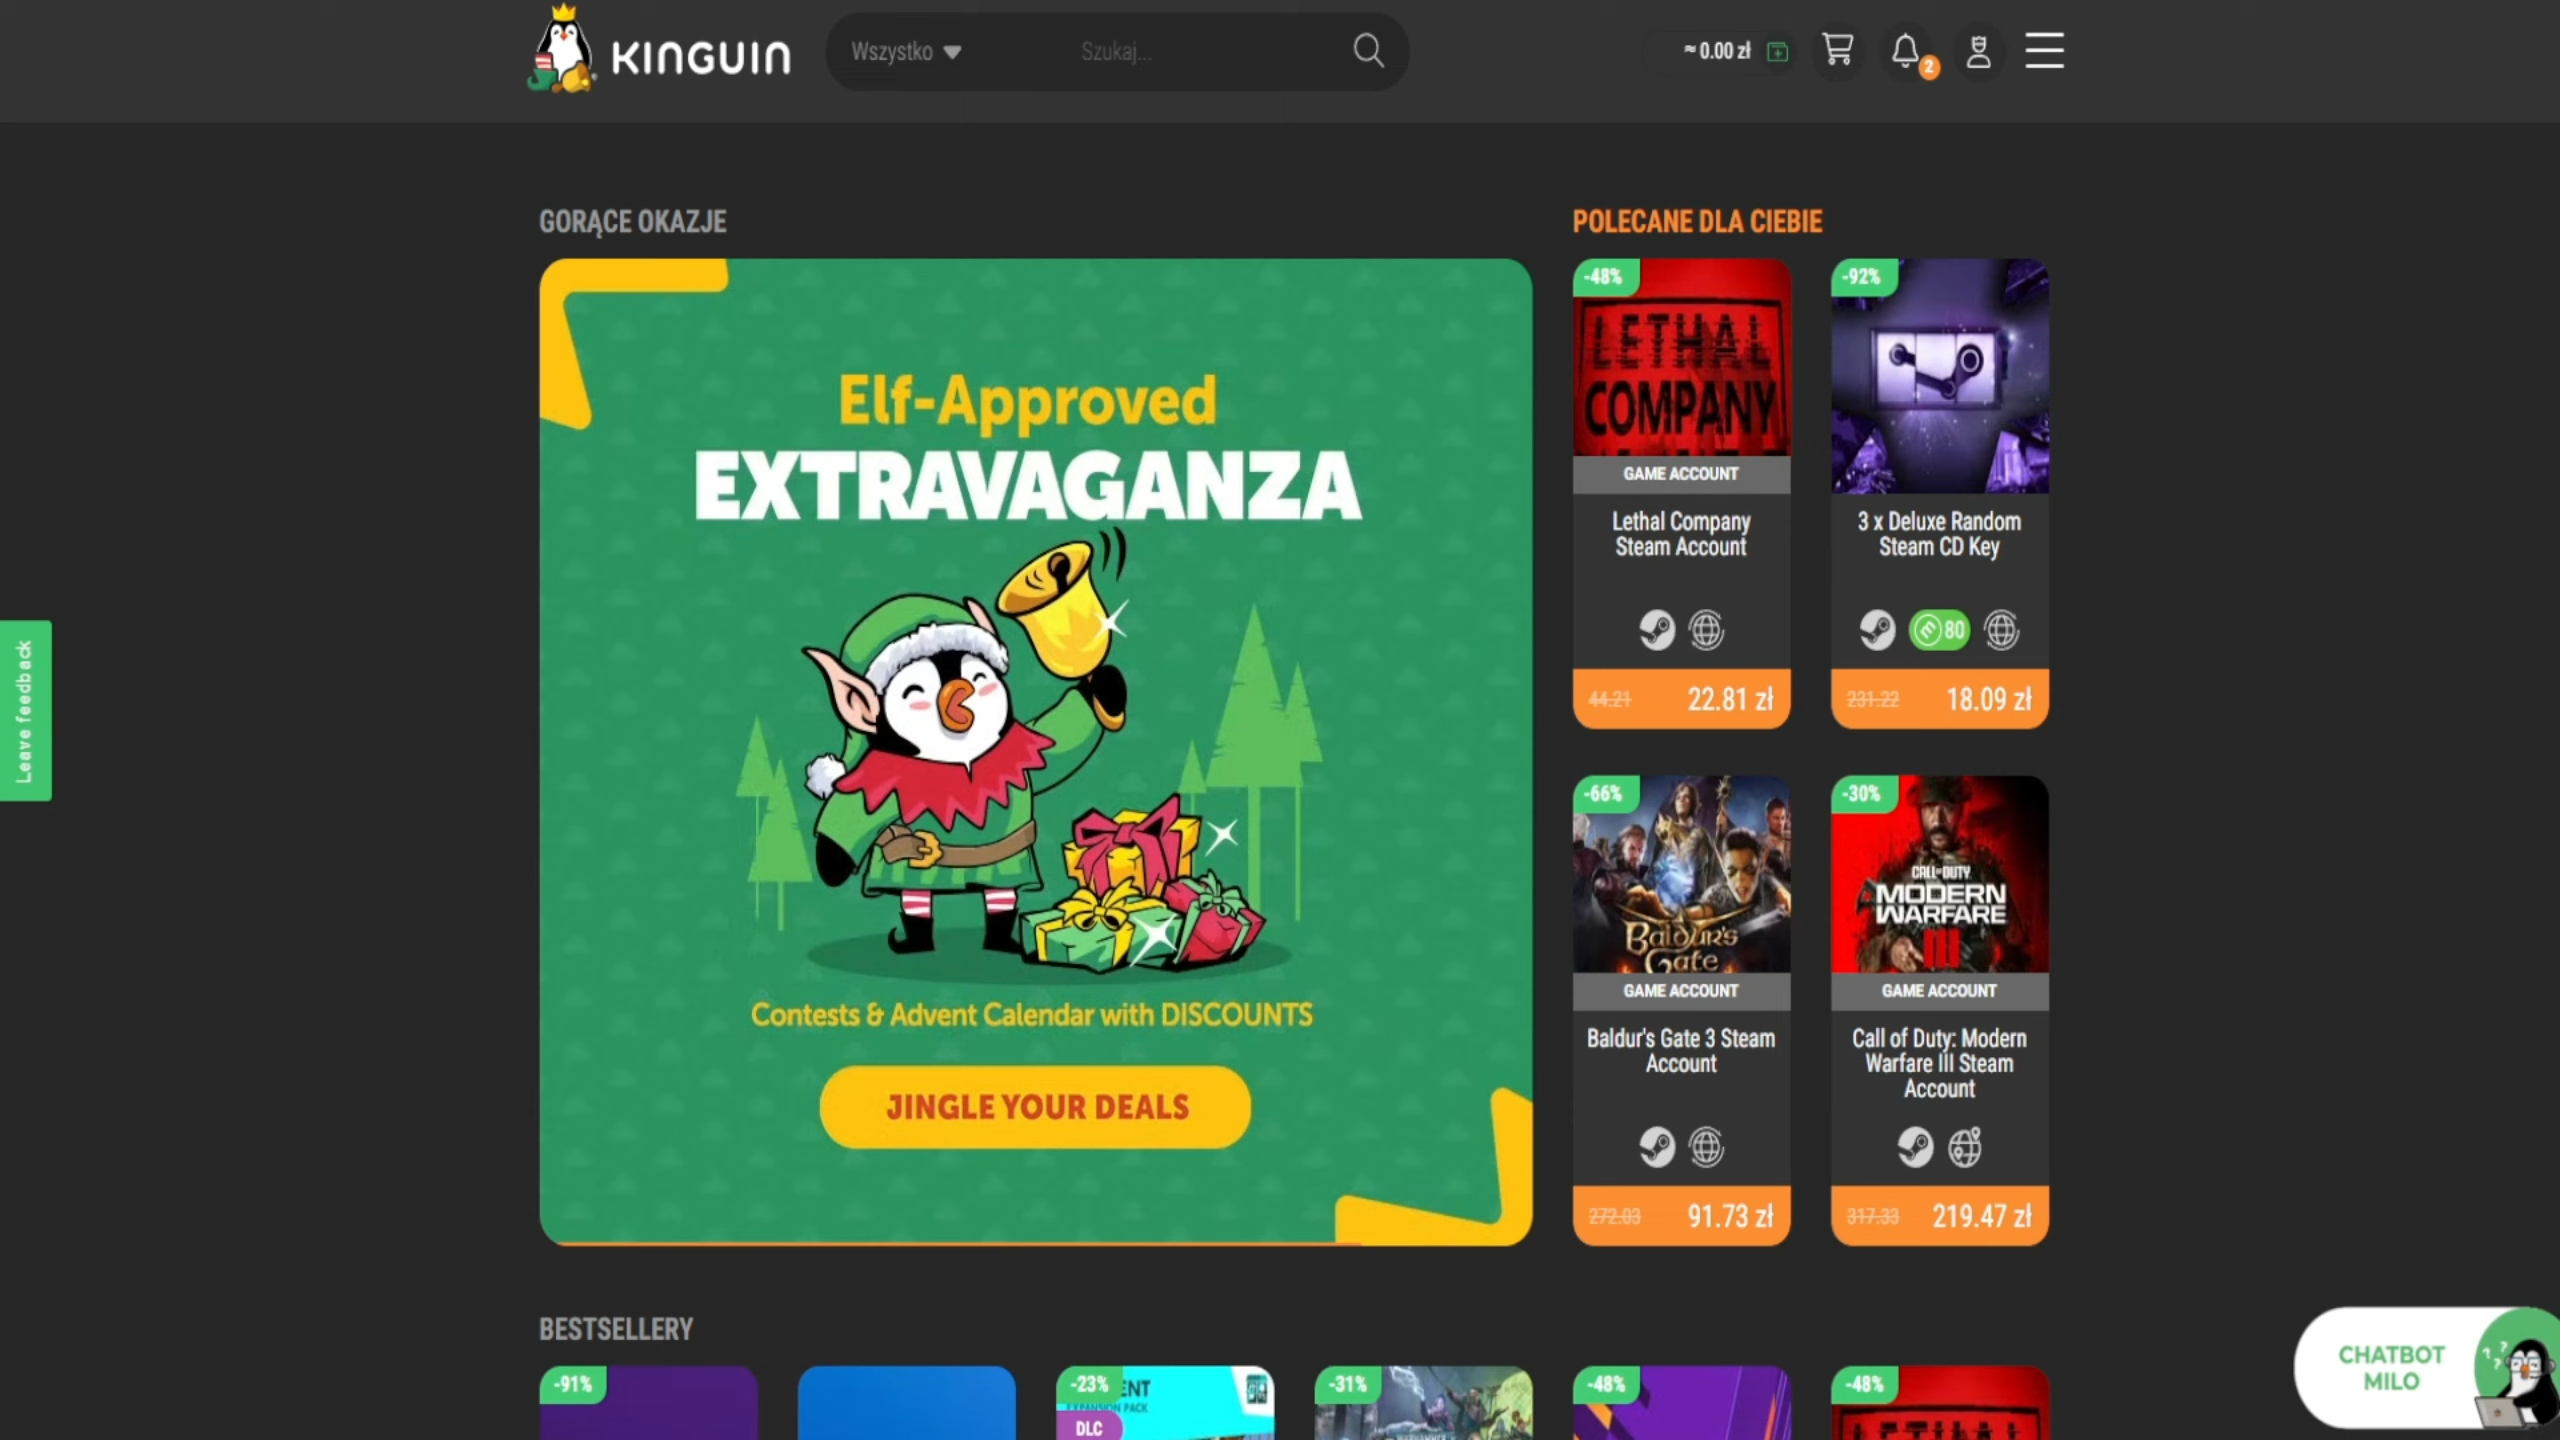 KINGUIN
Wszystko
Szukaj...
≈ 0.00 zł
2
GORĄCE OKAZJE
POLECANE DLA CIEBIE
Elf-Approved
EXTRAVAGANZA
Contests & Advent Calendar with DISCOUNTS
JINGLE YOUR DEALS
-48%
LETHAL
COMPANY
GAME ACCOUNT
Lethal Company
Steam Account
44.21 22.81 zł
-92%
3 x Deluxe Random
Steam CD Key
80
231.22 18.09 zł
-66%
Baldur's
Gate
GAME ACCOUNT
Baldur's Gate 3 Steam
Account
272.03 91.73 zł
-30%
CALL OF DUTY
MODERN
WARFARE
III
GAME ACCOUNT
Call of Duty: Modern
Warfare III Steam
Account
317.33 219.47 zł
Leave feedback
BESTSELLERY
-91%
-23%
EXPANSION PACK
DLC
-31%
WARHAMMER
-48%
-48%
LETHAL
CHATBOT
MILO